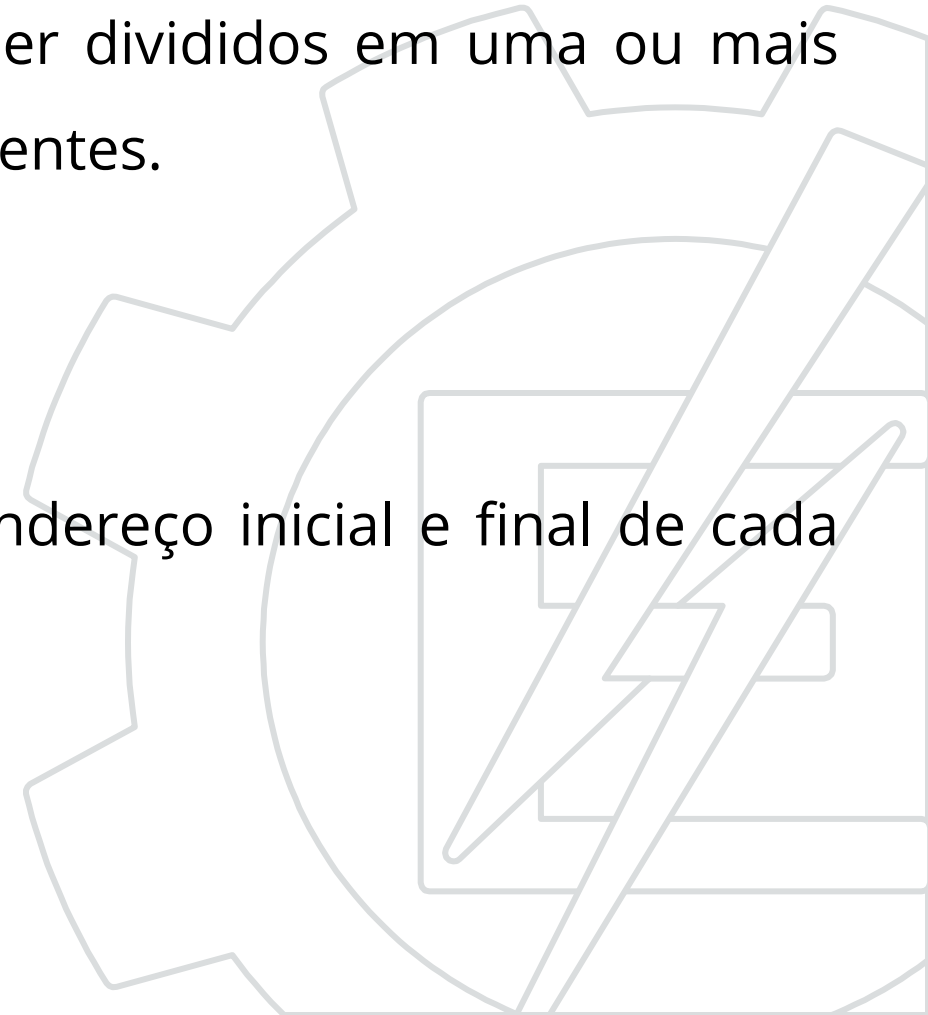 er divididos em uma ou mais
entes.
ndereço inicial e final de cada